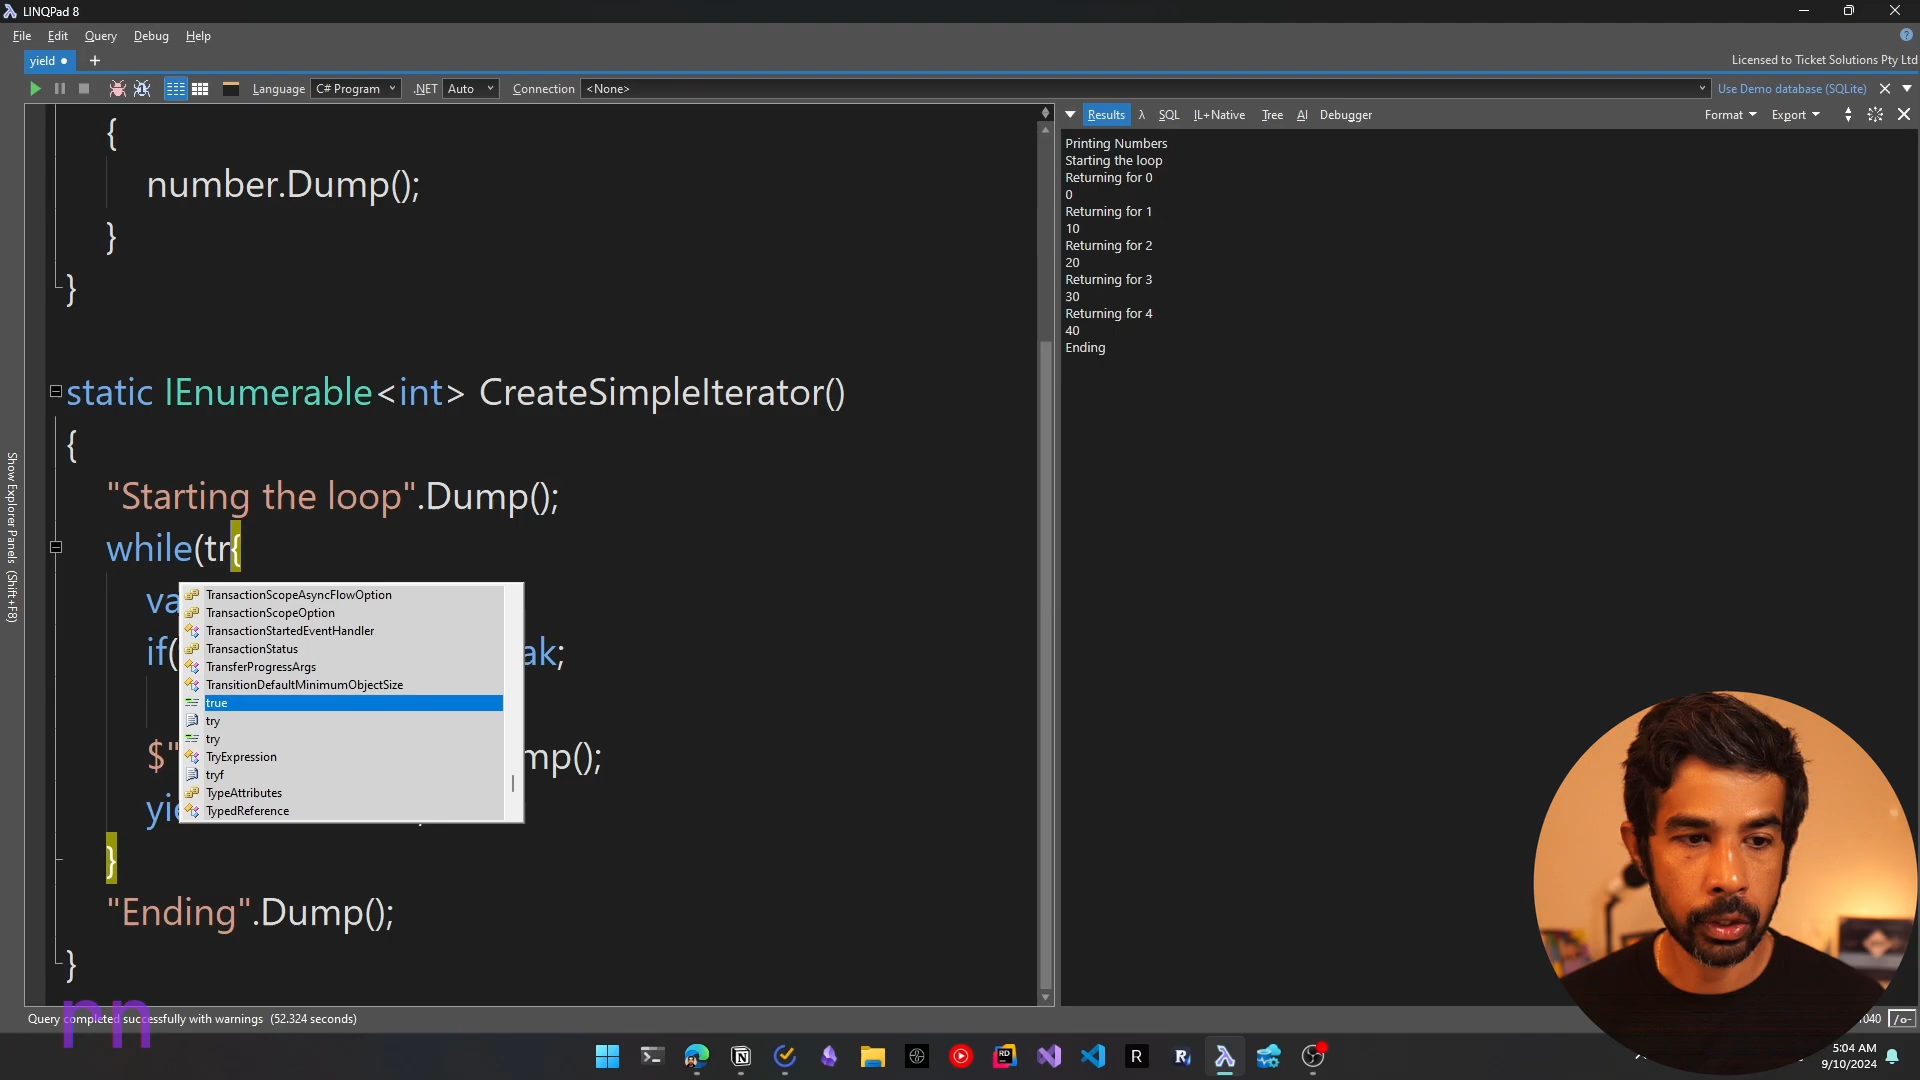 LINQPad 8
File Edit Query Debug Help
yield
Licensed to Ticket Solutions Pty Ltd
Language C# Program .NET Auto Connection <None>
Use Demo database (SQLite)
Results λ SQL IL+Native Tree AI Debugger
Format Export
{
number.Dump();
}
}
static IEnumerable<int> CreateSimpleIterator()
{
"Starting the loop".Dump();
while(tr{
va
if( ak;
$" mp();
yie
}
"Ending".Dump();
}
TransactionScopeAsyncFlowOption
TransactionScopeOption
TransactionStartedEventHandler
TransactionStatus
TransferProgressArgs
TransitionDefaultMinimumObjectSize
true
try
try
TryExpression
tryf
TypeAttributes
TypedReference
Printing Numbers
Starting the loop
Returning for 0
0
Returning for 1
10
Returning for 2
20
Returning for 3
30
Returning for 4
40
Ending
Show Explorer Panels (Shift+F8)
rn
Query completed successfully with warnings (52.324 seconds)
040 /o-
5:04 AM
9/10/2024